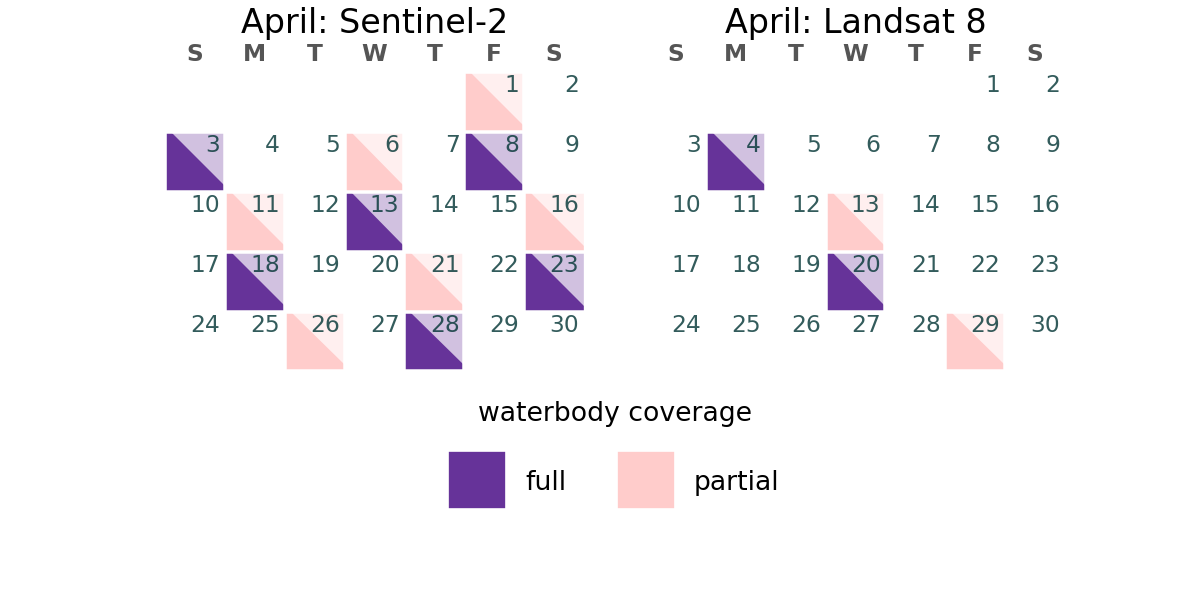 April: Sentinel-2
S M T W T F S
1 2
3 4 5 6 7 8 9
10 11 12 13 14 15 16
17 18 19 20 21 22 23
24 25 26 27 28 29 30
April: Landsat 8
S M T W T F S
1 2
3 4 5 6 7 8 9
10 11 12 13 14 15 16
17 18 19 20 21 22 23
24 25 26 27 28 29 30
waterbody coverage
full partial